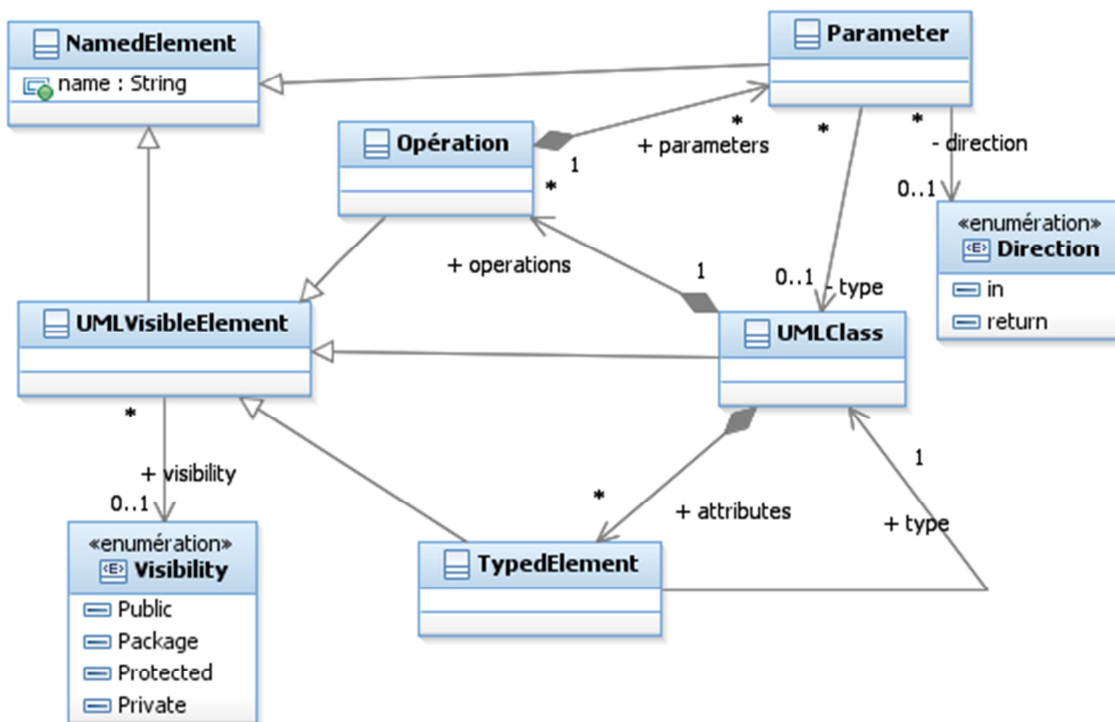 NamedElement
name : String
Parameter
Opération
*
*
*
+ parameters
- direction
1
*
0..1
«enumération»
<E> Direction
in
return
+ operations
1
0..1
- type
UMLVisibleElement
UMLClass
*
+ visibility
0..1
1
*
+ attributes
+ type
«enumération»
<E> Visibility
Public
Package
Protected
Private
TypedElement